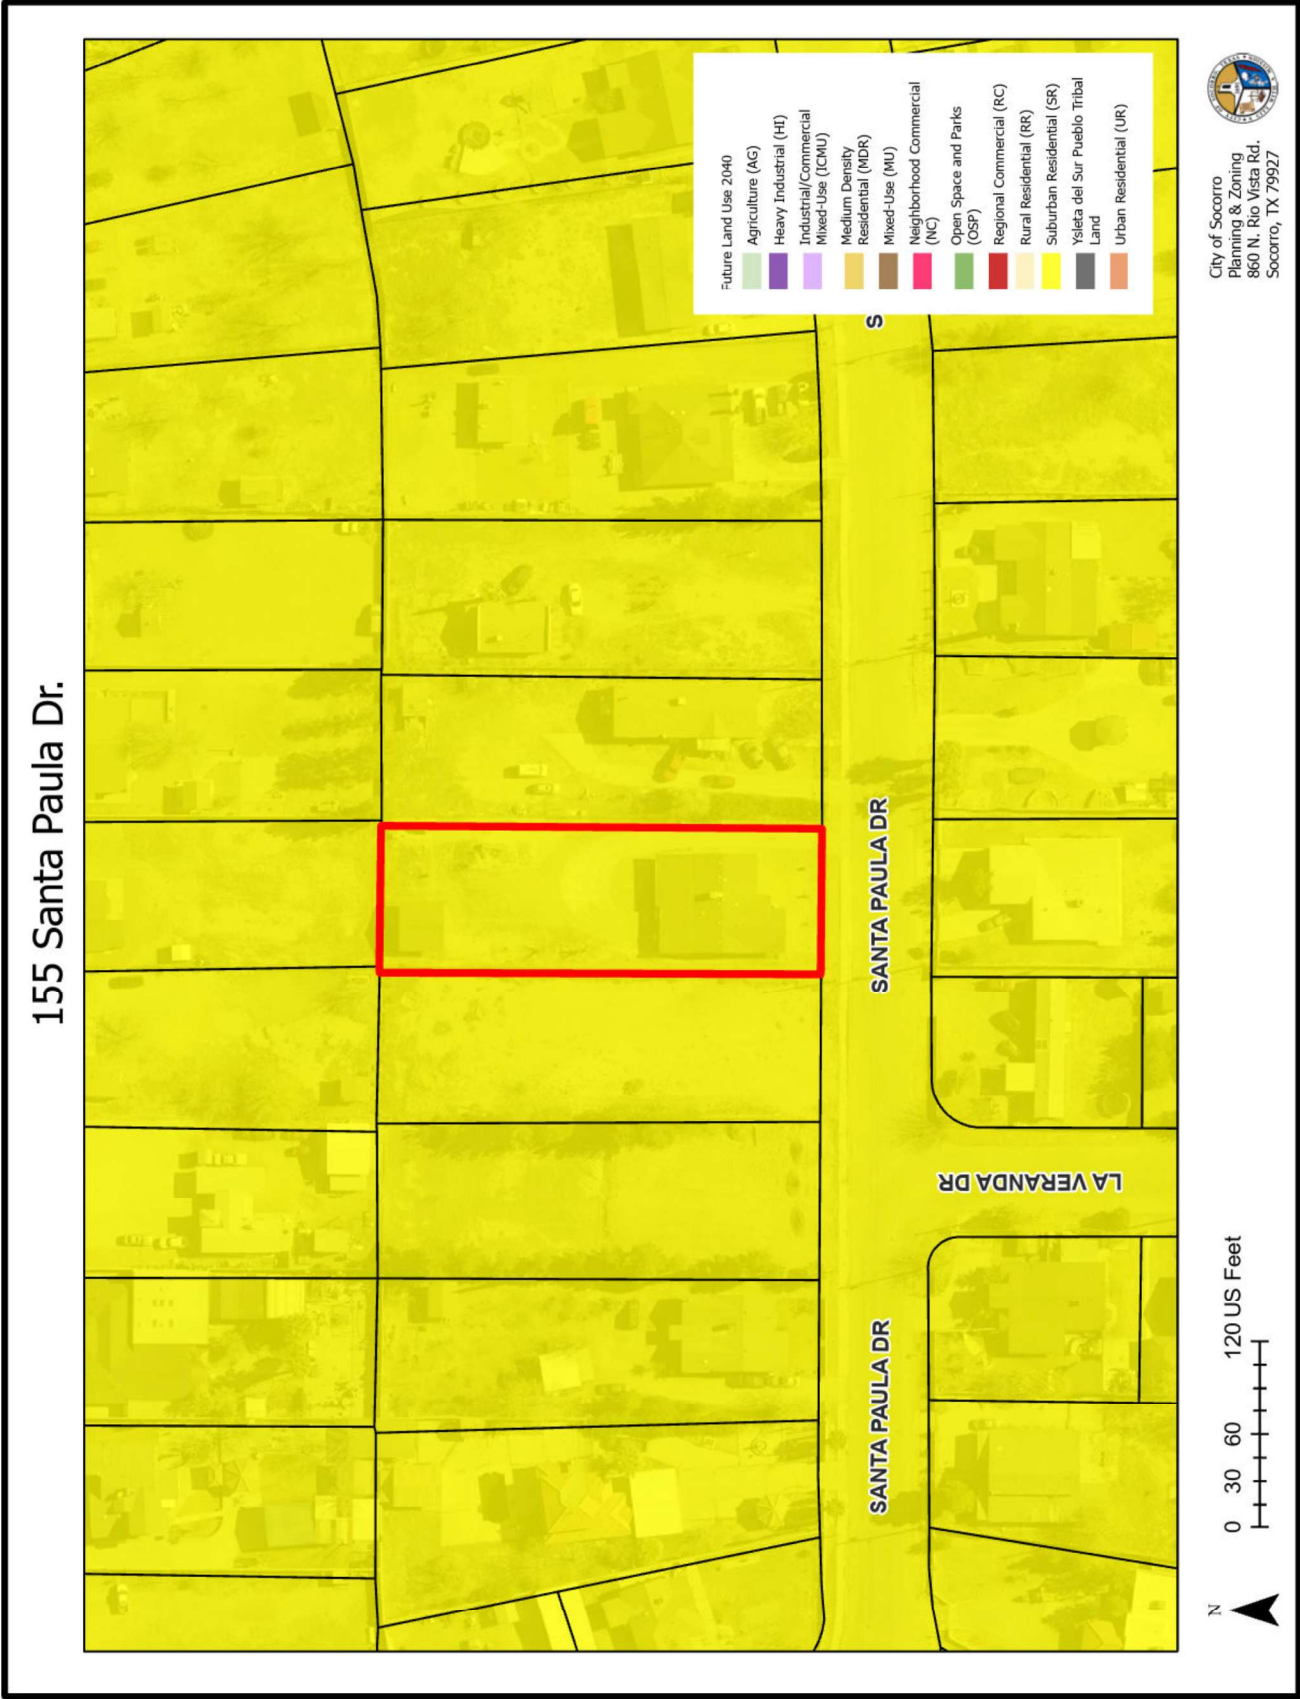 155 Santa Paula Dr.
Future Land Use 2040
Agriculture (AG)
Heavy Industrial (HI)
Industrial/Commercial
Mixed-Use (ICMU)
Medium Density
Residential (MDR)
Mixed-Use (MU)
Neighborhood Commercial
(NC)
Open Space and Parks
(OSP)
Regional Commercial (RC)
Rural Residential (RR)
Suburban Residential (SR)
Ysleta del Sur Pueblo Tribal
Land
Urban Residential (UR)
SANTA PAULA DR
SANTA PAULA DR
S
LA VERANDA DR
N
0 30 60 120 US Feet
City of Socorro
Planning & Zoning
860 N. Rio Vista Rd.
Socorro, TX 79927